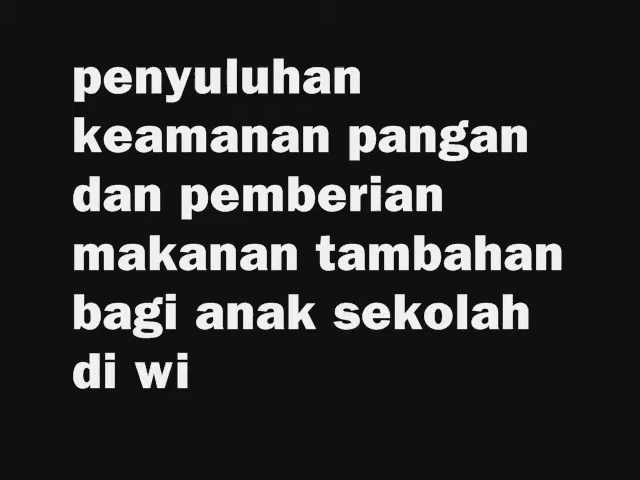 penyuluhan
keamanan pangan
dan pemberian
makanan tambahan
bagi anak sekolah
di wi